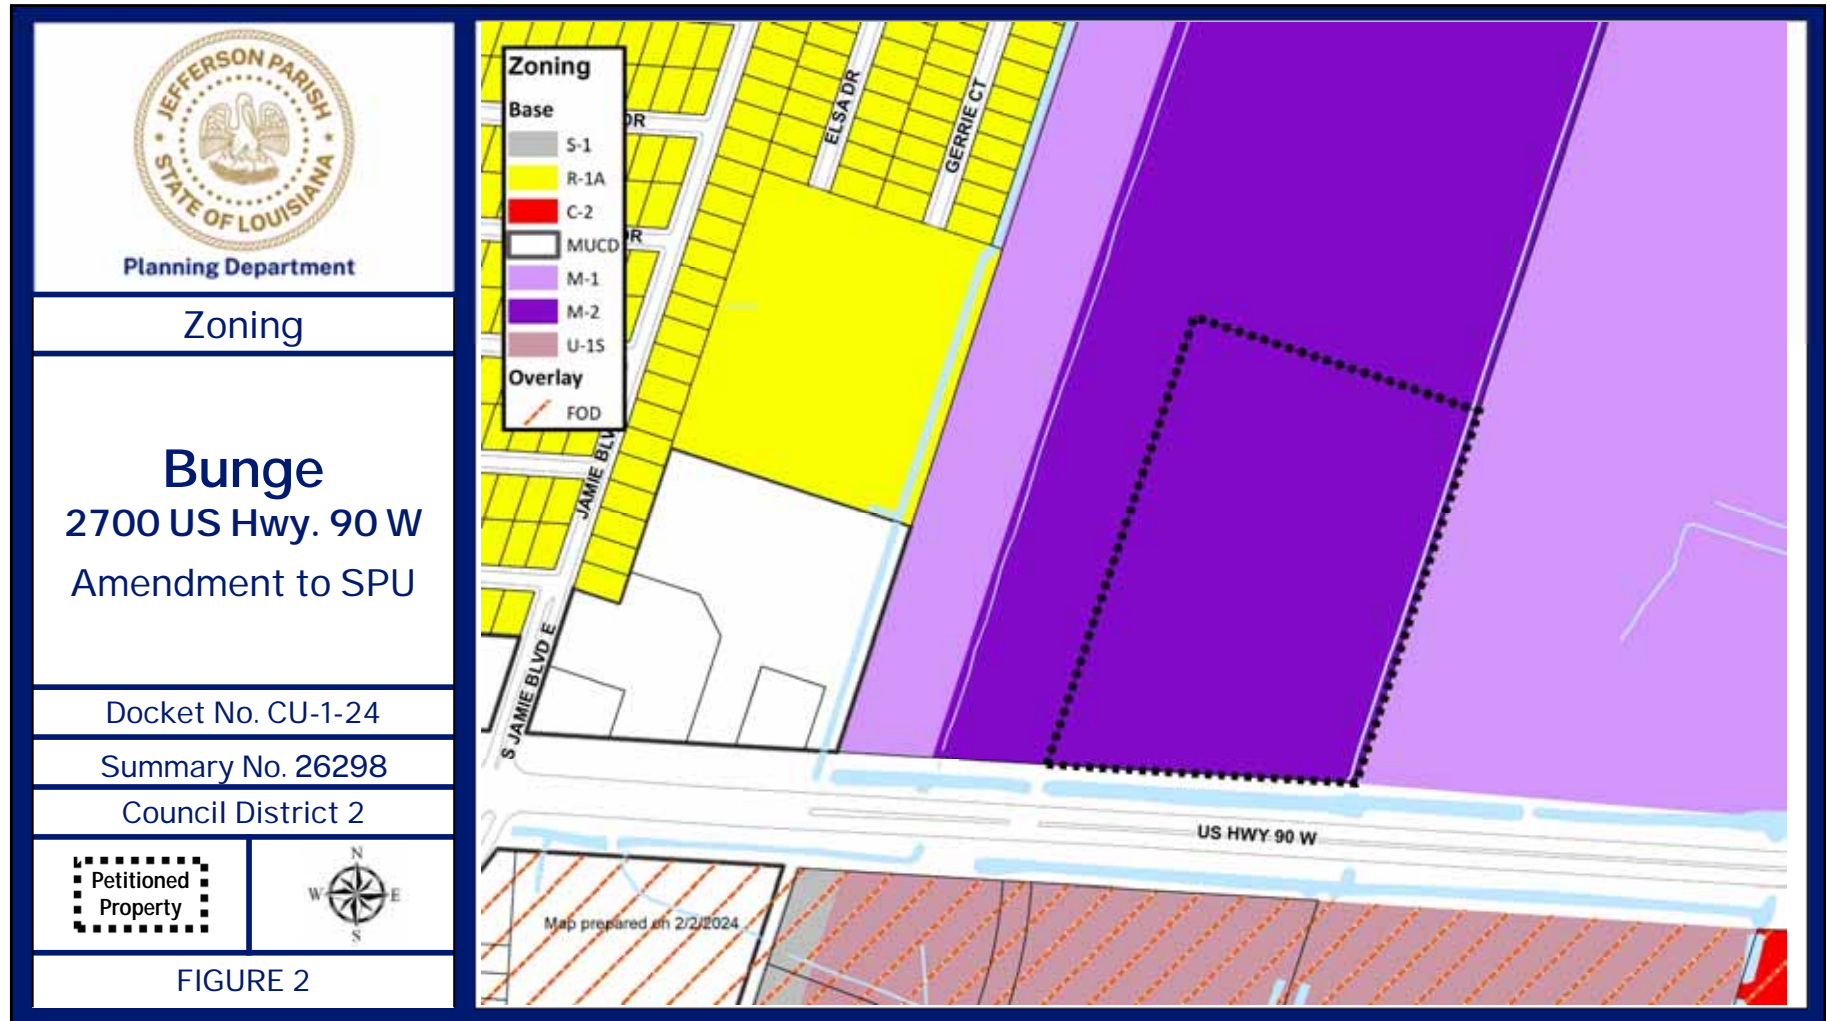 JEFFERSON PARISH
STATE OF LOUISIANA
Planning Department
Zoning
Bunge
2700 US Hwy. 90 W
Amendment to SPU
Docket No. CU-1-24
Summary No. 26298
Council District 2
Petitioned
Property
N
W E
S
FIGURE 2
Zoning
Base
S-1
R-1A
C-2
MUCD
M-1
M-2
U-1S
Overlay
FOD
DR
DR
ELSA DR
GERRIE CT
JAMIE BLV
S JAMIE BLVD E
US HWY 90 W
Map prepared on 2/2/2024